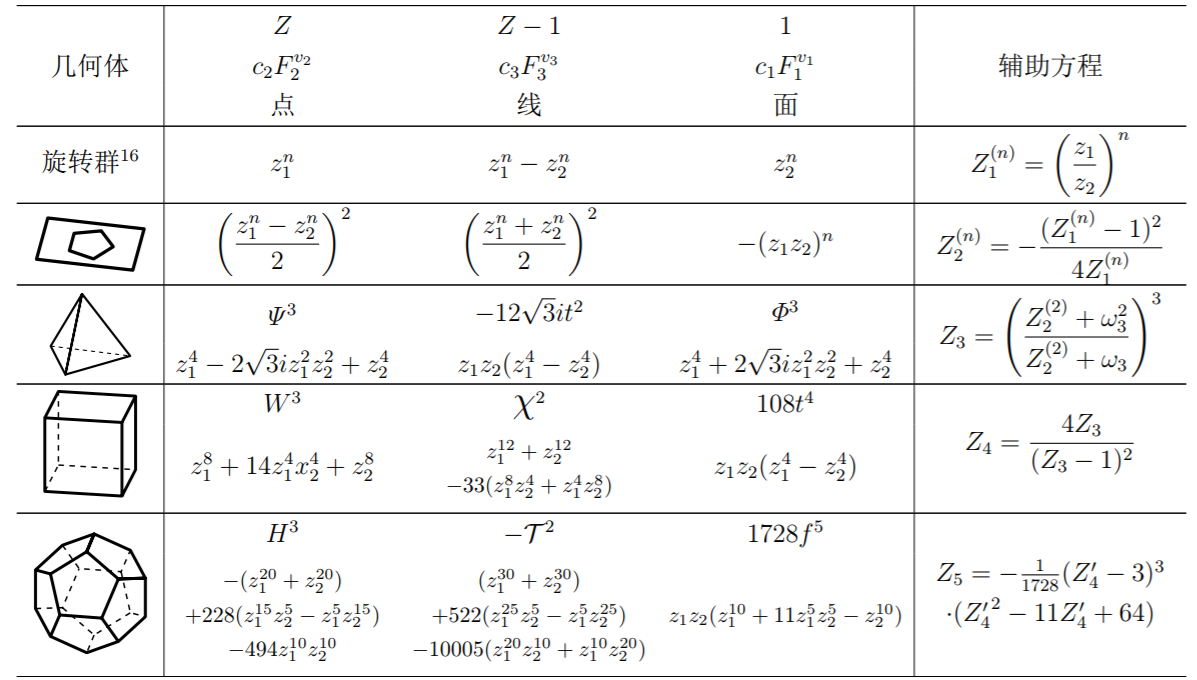 几何体 Z Z − 1 1 辅助方程
c₂F₂^{v₂} c₃F₃^{v₃} c₁F₁^{v₁}
点 线 面
旋转群¹⁶ z₁ⁿ z₁ⁿ − z₂ⁿ z₂ⁿ Z₁⁽ⁿ⁾ = (z₁/z₂)ⁿ
((z₁ⁿ − z₂ⁿ)/2)² ((z₁ⁿ + z₂ⁿ)/2)² −(z₁z₂)ⁿ Z₂⁽ⁿ⁾ = −(Z₁⁽ⁿ⁾ − 1)²/(4Z₁⁽ⁿ⁾)
Ψ³ −12√3it² Φ³ Z₃ = ((Z₂⁽²⁾ + ω₃²)/(Z₂⁽²⁾ + ω₃))³
z₁⁴ − 2√3iz₁²z₂² + z₂⁴ z₁z₂(z₁⁴ − z₂⁴) z₁⁴ + 2√3iz₁²z₂² + z₂⁴
W³ χ² 108t⁴ Z₄ = 4Z₃/(Z₃ − 1)²
z₁⁸ + 14z₁⁴x₂⁴ + z₂⁸ z₁¹² + z₂¹² z₁z₂(z₁⁴ − z₂⁴)
−33(z₁⁸z₂⁴ + z₁⁴z₂⁸)
H³ −𝒯² 1728f⁵ Z₅ = −1/1728(Z₄′ − 3)³
−(z₁²⁰ + z₂²⁰) (z₁³⁰ + z₂³⁰) ·(Z₄′² − 11Z₄′ + 64)
+228(z₁¹⁵z₂⁵ − z₁⁵z₂¹⁵) +522(z₁²⁵z₂⁵ − z₁⁵z₂²⁵) z₁z₂(z₁¹⁰ + 11z₁⁵z₂⁵ − z₂¹⁰)
−494z₁¹⁰z₂¹⁰ −10005(z₁²⁰z₂¹⁰ + z₁¹⁰z₂²⁰)